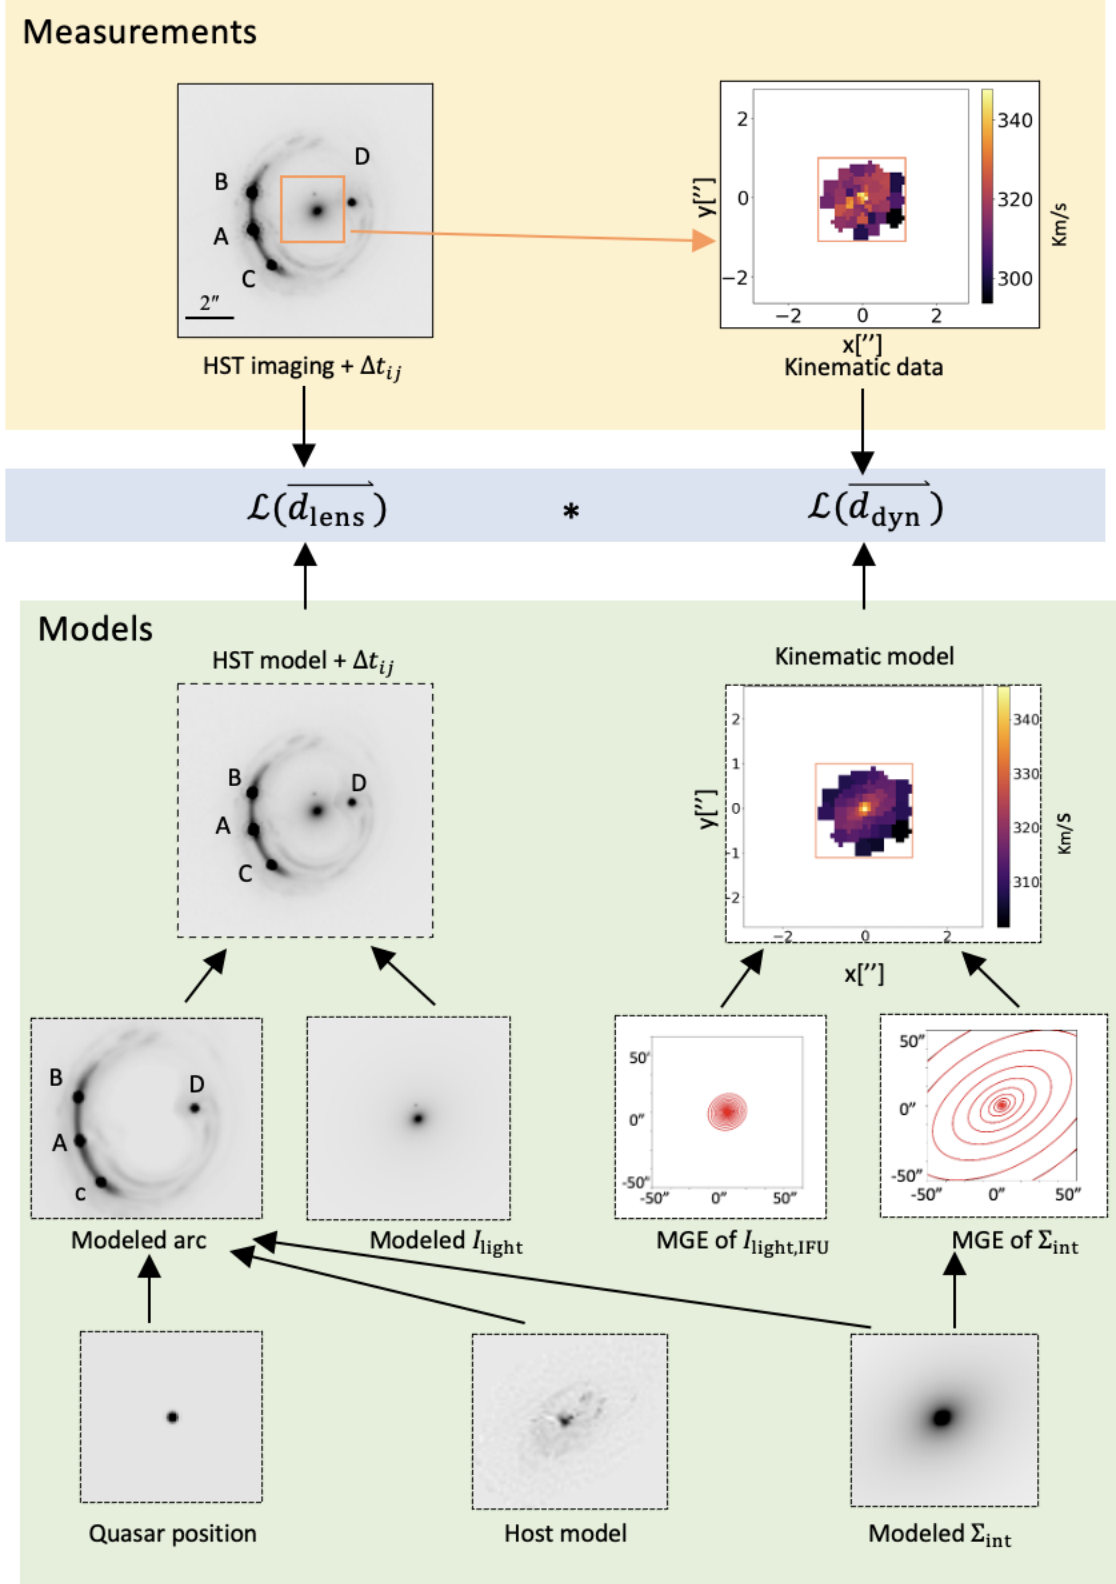 Measurements
B
A
C
D
2″
HST imaging + Δt_ij
2
0
−2
y['']
−2 0 2
x['']
340
320
300
Km/s
Kinematic data
ℒ(d_lens) * ℒ(d_dyn)
Models
HST model + Δt_ij
B
A
C
D
Kinematic model
2
1
0
-1
-2
y['']
−2 0 2
x['']
340
330
320
310
Km/s
B
A
c
D
Modeled arc
Modeled I_light
50″
0″
-50″
-50″ 0″ 50″
MGE of I_light,IFU
50″
0″
-50″
-50″ 0″ 50″
MGE of Σ_int
Quasar position
Host model
Modeled Σ_int